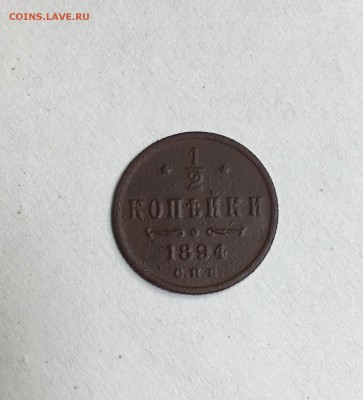 COINS.LAVE.RU
1/2
КОПѢЙКИ
1894
С.П.Б.